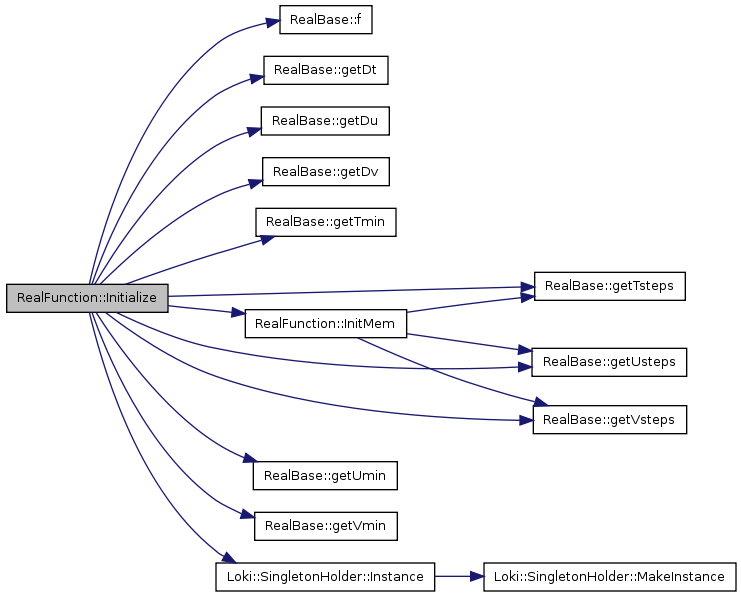 RealBase::f
RealBase::getDt
RealBase::getDu
RealBase::getDv
RealBase::getTmin
RealBase::getTsteps
RealFunction::Initialize
RealFunction::InitMem
RealBase::getUsteps
RealBase::getVsteps
RealBase::getUmin
RealBase::getVmin
Loki::SingletonHolder::Instance
Loki::SingletonHolder::MakeInstance